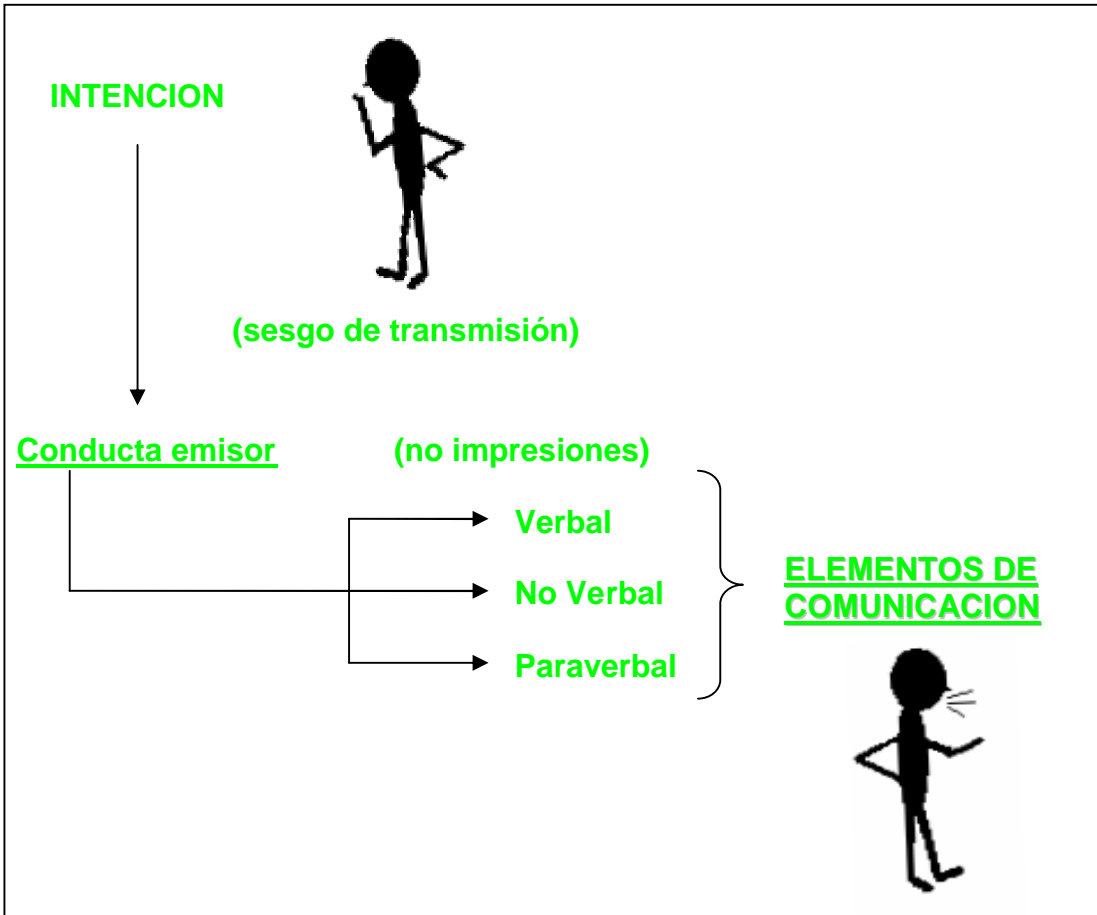 INTENCION
(sesgo de transmisión)
Conducta emisor
(no impresiones)
Verbal
No Verbal
Paraverbal
ELEMENTOS DE
COMUNICACION